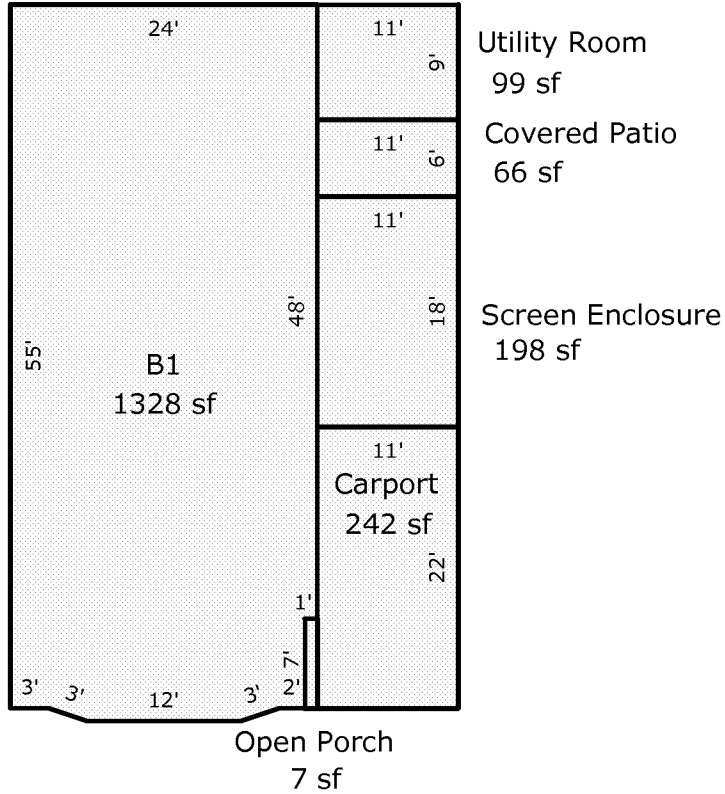 24'
11'
9'
Utility Room
99 sf
11'
6'
Covered Patio
66 sf
11'
48'
18'
Screen Enclosure
198 sf
55'
B1
1328 sf
11'
Carport
242 sf
22'
1'
7'
3'
3'
12'
3'
2'
Open Porch
7 sf